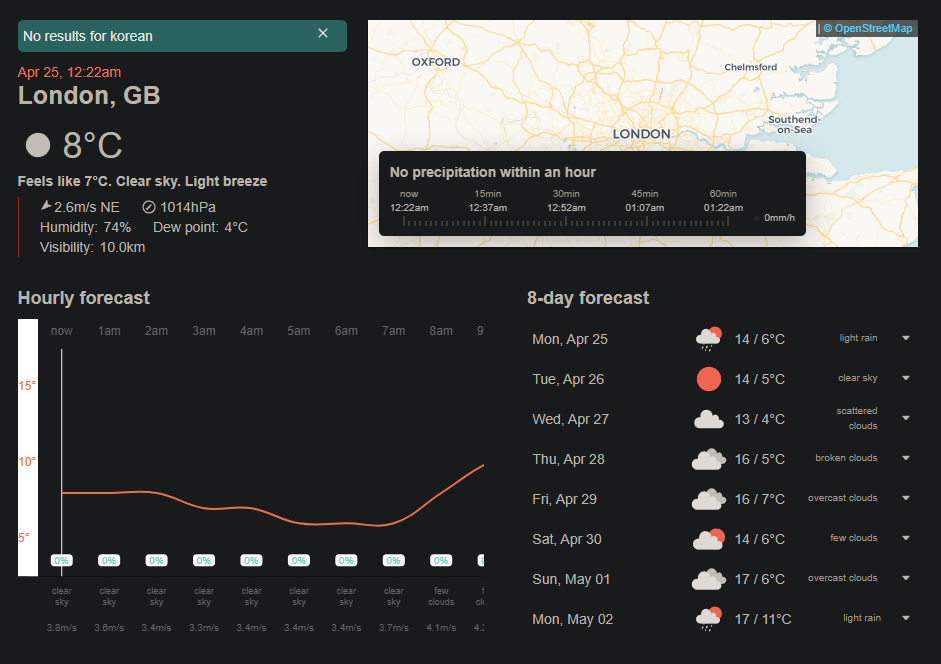 No results for korean ×
Apr 25, 12:22am
London, GB
8°C
Feels like 7°C. Clear sky. Light breeze
2.6m/s NE 1014hPa
Humidity: 74% Dew point: 4°C
Visibility: 10.0km
| © OpenStreetMap
OXFORD
Chelmsford
Southend-
on-Sea
LONDON
No precipitation within an hour
now 15min 30min 45min 60min
12:22am 12:37am 12:52am 01:07am 01:22am
0mm/h
Hourly forecast
now 1am 2am 3am 4am 5am 6am 7am 8am 9
15°
10°
5°
0% 0% 0% 0% 0% 0% 0% 0% 0%
clear clear clear clear clear clear clear clear few
sky sky sky sky sky sky sky sky clouds
3.8m/s 3.6m/s 3.4m/s 3.3m/s 3.4m/s 3.4m/s 3.4m/s 3.7m/s 4.1m/s 4.2
8-day forecast
Mon, Apr 25 14 / 6°C light rain
Tue, Apr 26 14 / 5°C clear sky
Wed, Apr 27 13 / 4°C scattered
clouds
Thu, Apr 28 16 / 5°C broken clouds
Fri, Apr 29 16 / 7°C overcast clouds
Sat, Apr 30 14 / 6°C few clouds
Sun, May 01 17 / 6°C overcast clouds
Mon, May 02 17 / 11°C light rain